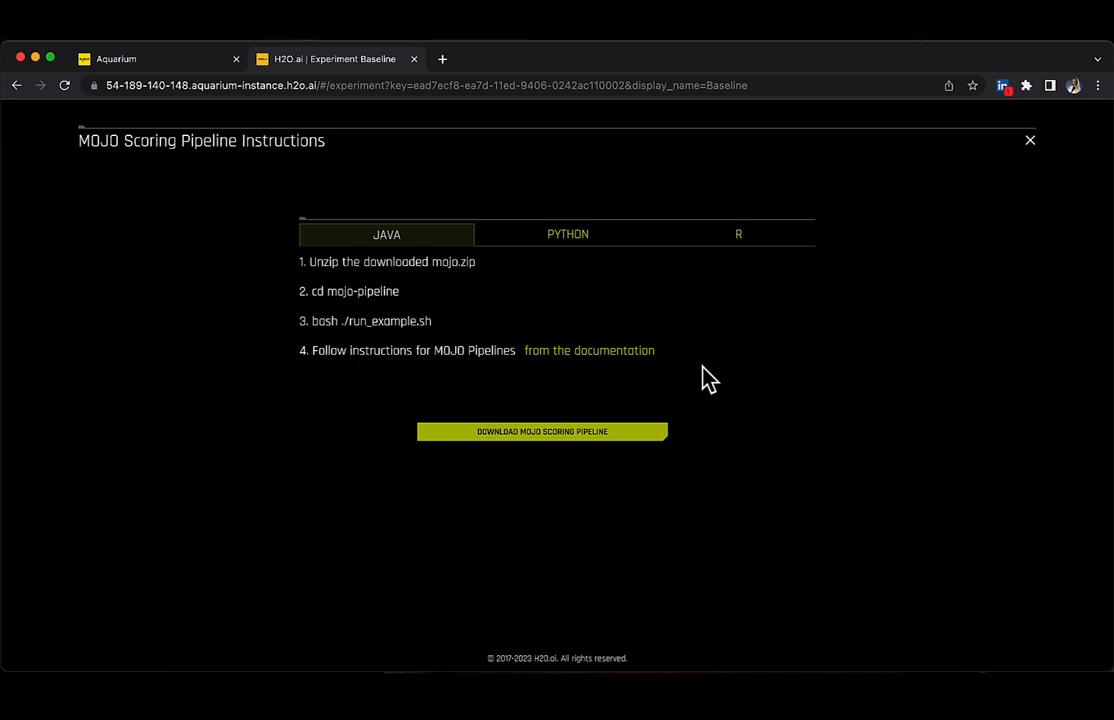 Aquarium
H2O.ai | Experiment Baseline
54-189-140-148.aquarium-instance.h2o.ai/#/experiment?key=ead7ecf8-ea7d-11ed-9406-0242ac110002&display_name=Baseline
1
MOJO Scoring Pipeline Instructions
JAVA PYTHON R
1. Unzip the downloaded mojo.zip
2. cd mojo-pipeline
3. bash ./run_example.sh
4. Follow instructions for MOJO Pipelines from the documentation
DOWNLOAD MOJO SCORING PIPELINE
© 2017-2023 H2O.ai. All rights reserved.